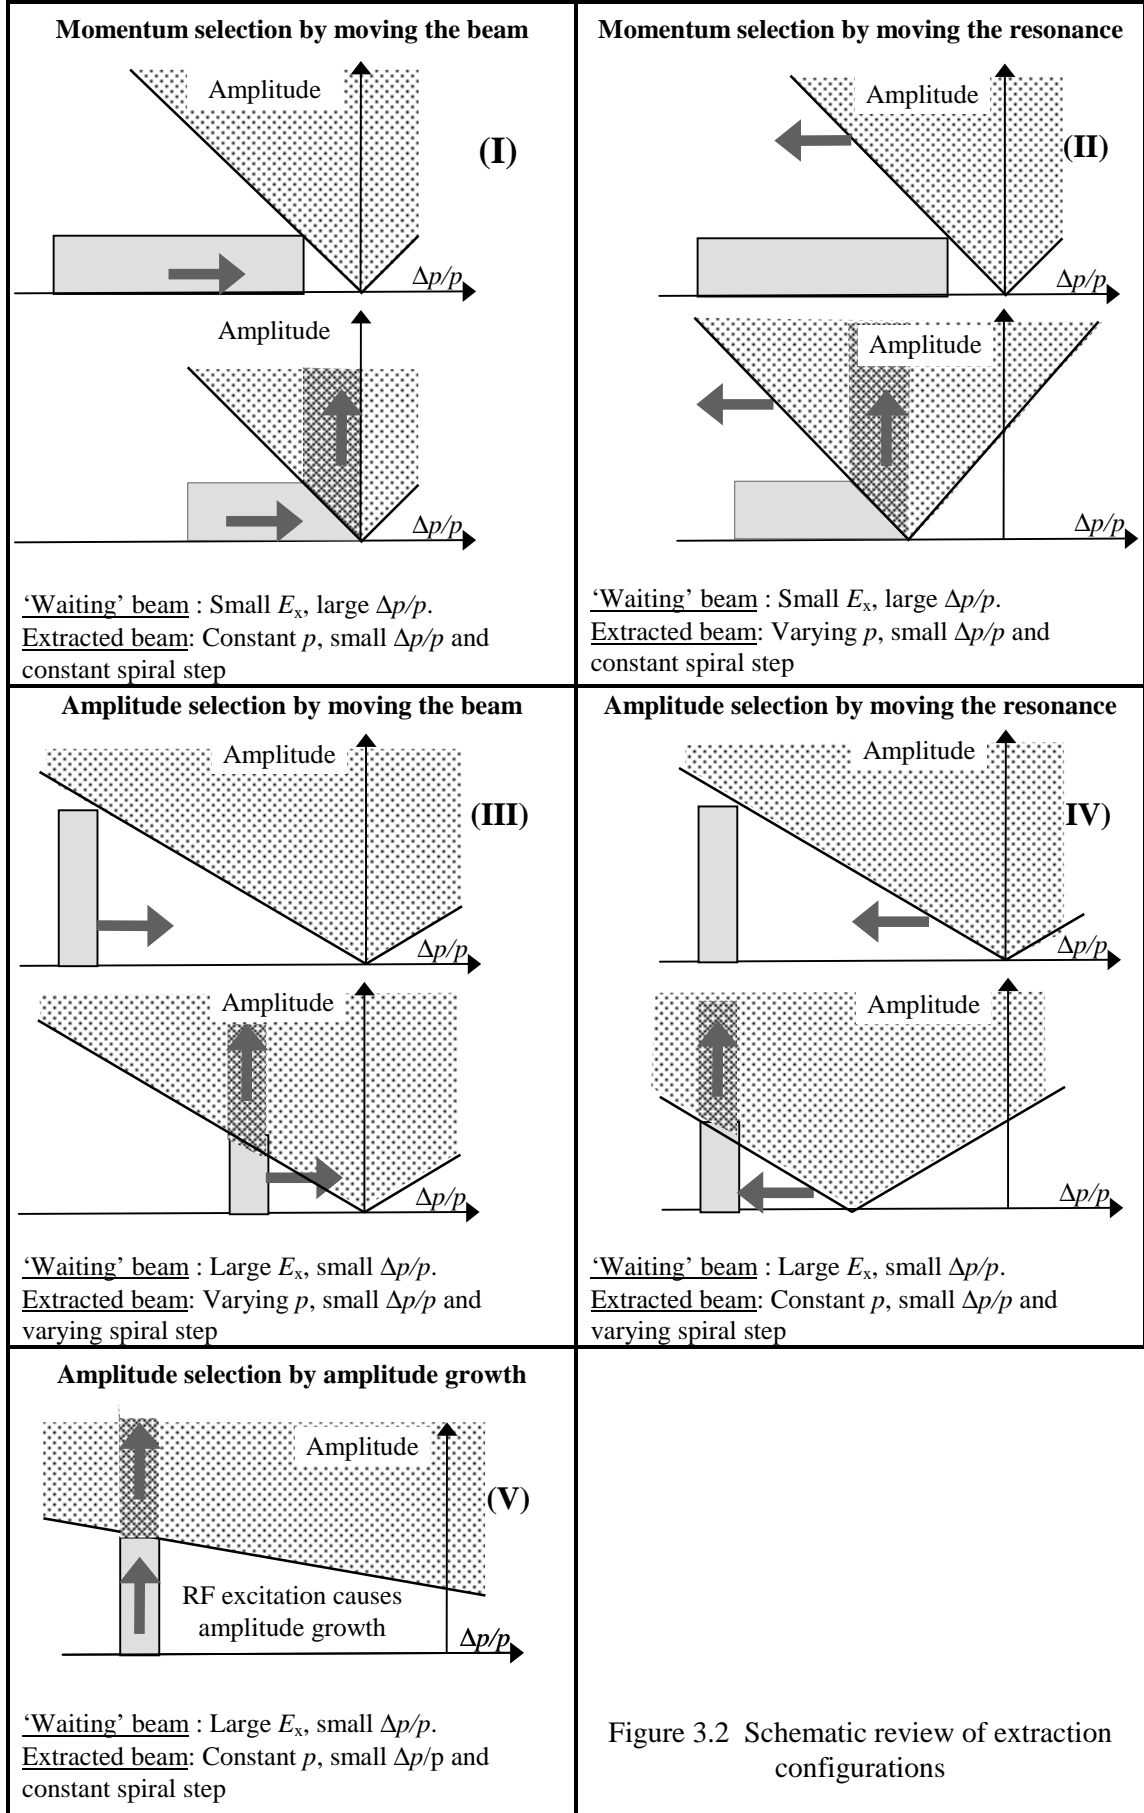 Momentum selection by moving the beam
Amplitude
(I)
Δp/p
Amplitude
Δp/p
‘Waiting’ beam : Small Ex, large Δp/p.
Extracted beam: Constant p, small Δp/p and
constant spiral step
Momentum selection by moving the resonance
Amplitude
(II)
Δp/p
Amplitude
Δp/p
‘Waiting’ beam : Small Ex, large Δp/p.
Extracted beam: Varying p, small Δp/p and
constant spiral step
Amplitude selection by moving the beam
Amplitude
(III)
Δp/p
Amplitude
Δp/p
‘Waiting’ beam : Large Ex, small Δp/p.
Extracted beam: Varying p, small Δp/p and
varying spiral step
Amplitude selection by moving the resonance
Amplitude
IV)
Δp/p
Amplitude
Δp/p
‘Waiting’ beam : Large Ex, small Δp/p.
Extracted beam: Constant p, small Δp/p and
varying spiral step
Amplitude selection by amplitude growth
Amplitude
(V)
RF excitation causes
amplitude growth
Δp/p
‘Waiting’ beam : Large Ex, small Δp/p.
Extracted beam: Constant p, small Δp/p and
constant spiral step
Figure 3.2 Schematic review of extraction
configurations